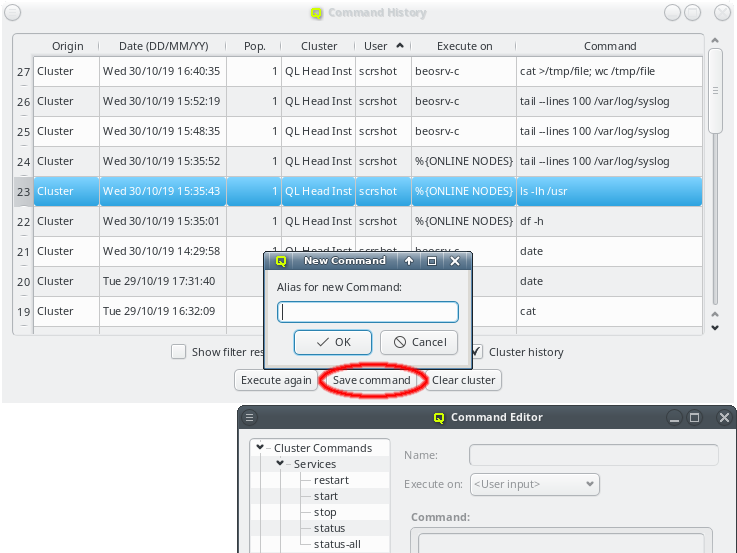 Command History
Origin Date (DD/MM/YY) Pop. Cluster User Execute on Command
27 Cluster Wed 30/10/19 16:40:35 1 QL Head Inst scrshot beosrv-c cat >/tmp/file; wc /tmp/file
26 Cluster Wed 30/10/19 15:52:19 1 QL Head Inst scrshot beosrv-c tail --lines 100 /var/log/syslog
25 Cluster Wed 30/10/19 15:48:35 1 QL Head Inst scrshot beosrv-c tail --lines 100 /var/log/syslog
24 Cluster Wed 30/10/19 15:35:52 1 QL Head Inst scrshot %{ONLINE NODES} tail --lines 100 /var/log/syslog
23 Cluster Wed 30/10/19 15:35:43 1 QL Head Inst scrshot %{ONLINE NODES} ls -lh /usr
22 Cluster Wed 30/10/19 15:35:01 1 QL Head Inst scrshot %{ONLINE NODES} df -h
21 Cluster Wed 30/10/19 14:29:58 1 QL Head Inst scrshot beosrv-c date
20 Cluster Tue 29/10/19 17:31:40 date
19 Cluster Tue 29/10/19 16:32:09 cat
New Command
Alias for new Command:
OK Cancel
Show filter res Cluster history
Execute again Save command Clear cluster
Command Editor
Cluster Commands
Services
restart
start
stop
status
status-all
Name:
Execute on: <User input>
Command: